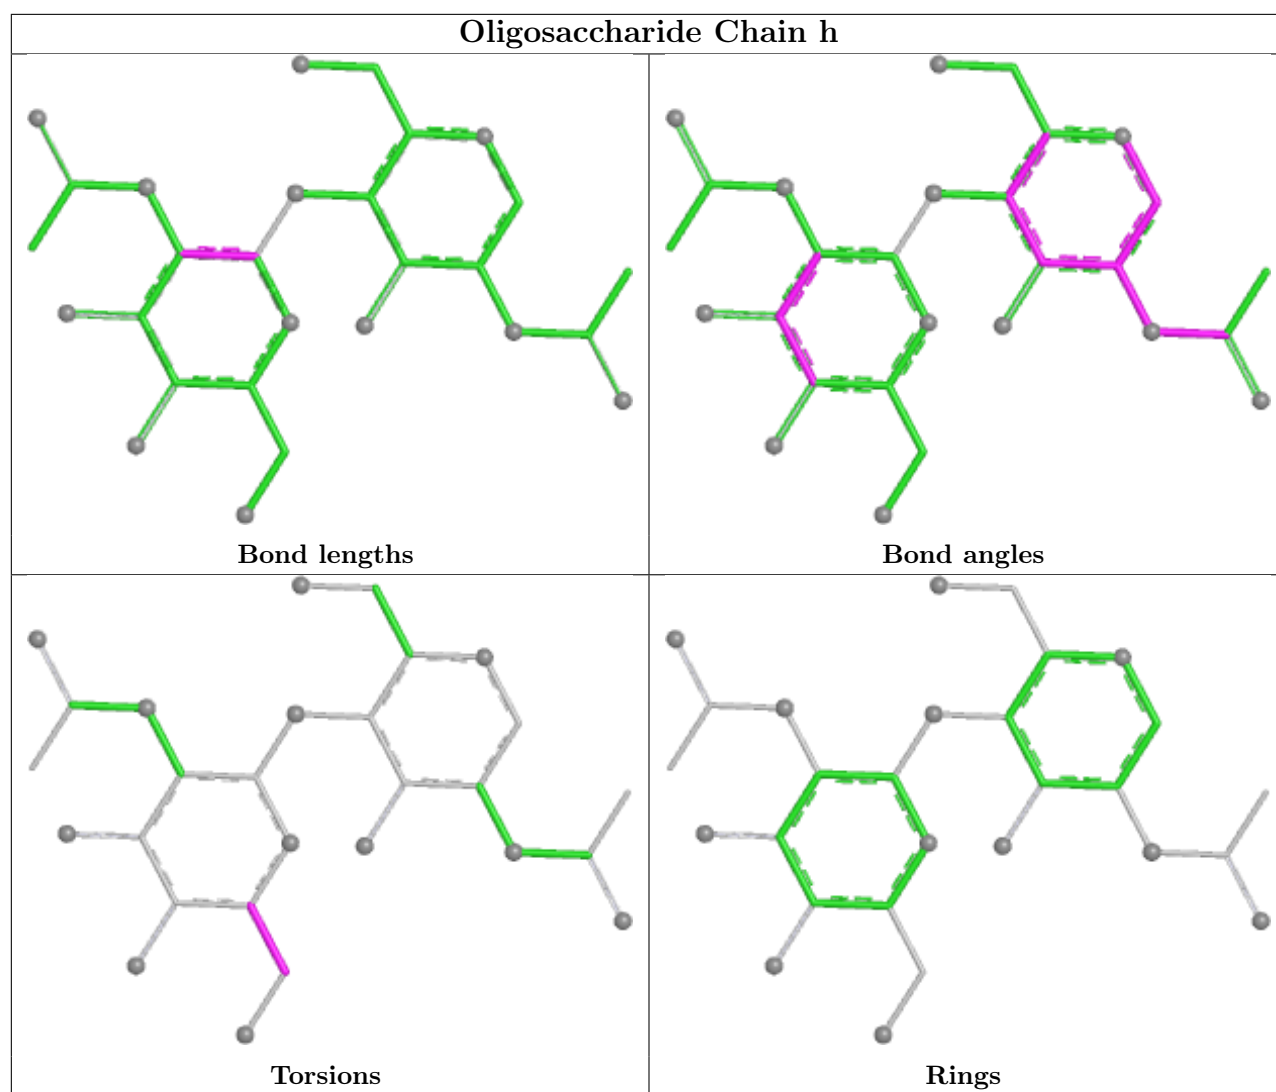 Oligosaccharide Chain h
Bond lengths
Bond angles
Torsions
Rings